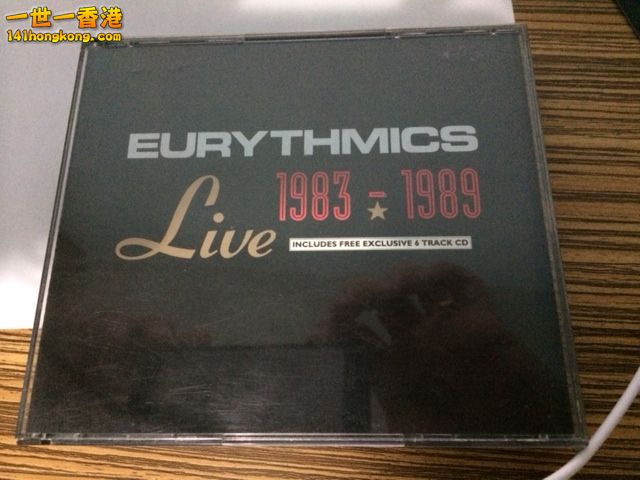 一世一香港
141hongkong.com
EURYTHMICS
Live 1983 - 1989
INCLUDES FREE EXCLUSIVE 6 TRACK CD